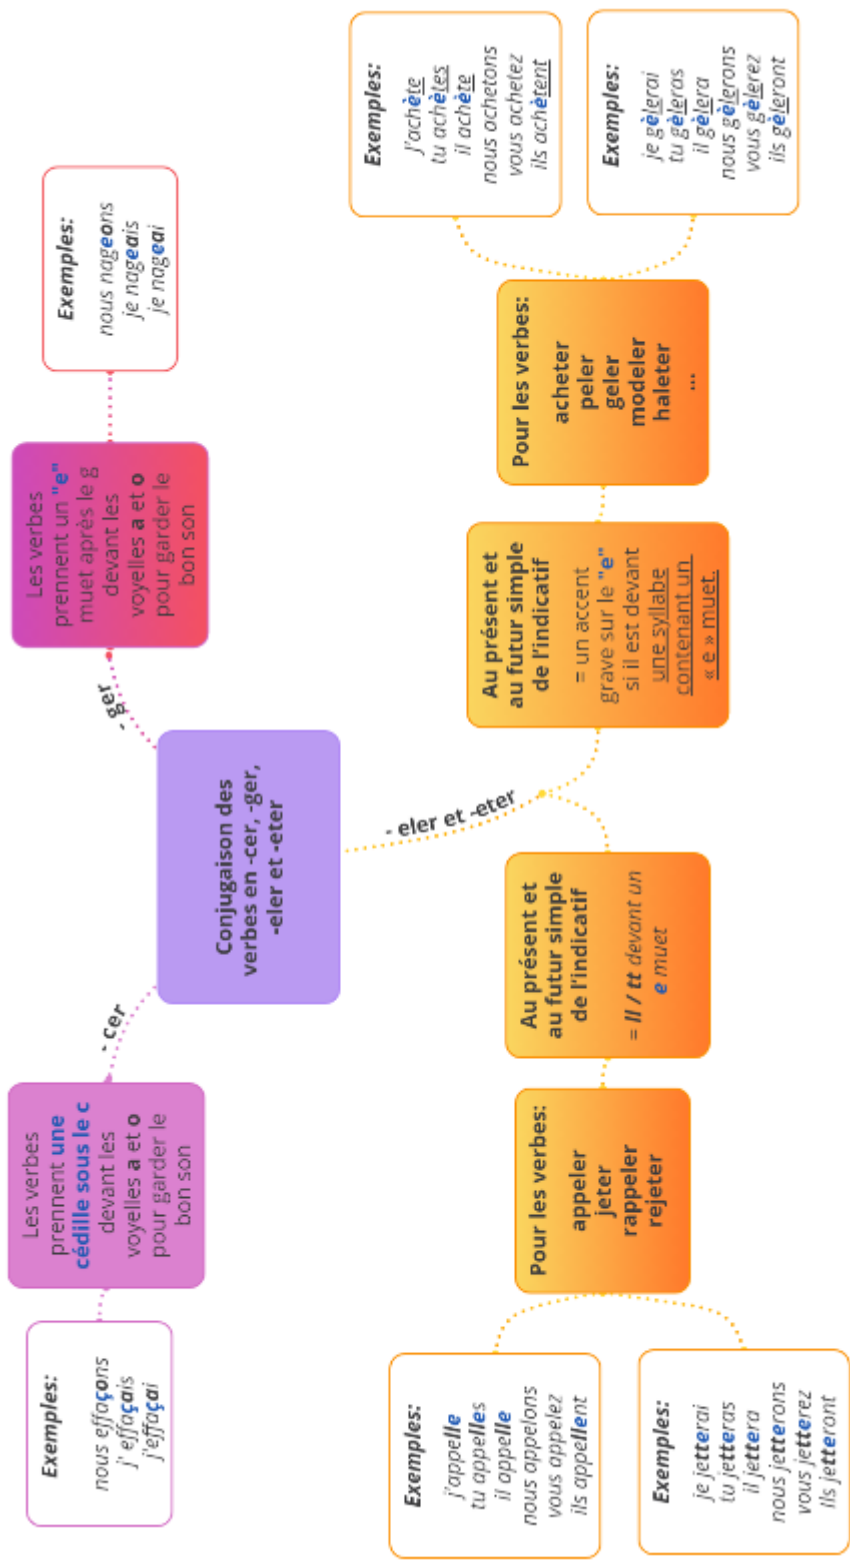 Conjugaison des
verbes en -cer, -ger,
-eler et -eter
- cer
Les verbes
prennent une
cédille sous le c
devant les
voyelles a et o
pour garder le
bon son
Exemples:
nous effaçons
j' effaçais
j'effaçai
- ger
Les verbes
prennent un "e"
muet après le g
devant les
voyelles a et o
pour garder le
bon son
Exemples:
nous nageons
je nageais
je nageai
- eler et -eter
Au présent et
au futur simple
de l'indicatif
= ll / tt devant un
e muet
Pour les verbes:
appeler
jeter
rappeler
rejeter
Exemples:
j'appelle
tu appelles
il appelle
nous appelons
vous appelez
ils appellent
Exemples:
je jetterai
tu jetteras
il jettera
nous jetterons
vous jetterez
ils jetteront
Au présent et
au futur simple
de l'indicatif
= un accent
grave sur le "e"
si il est devant
une syllabe
contenant un
« e » muet.
Pour les verbes:
acheter
peler
geler
modeler
haleter
...
Exemples:
j'achète
tu achètes
il achète
nous achetons
vous achetez
ils achètent
Exemples:
je gèlerai
tu gèleras
il gèlera
nous gèlerons
vous gèlerez
ils gèleront